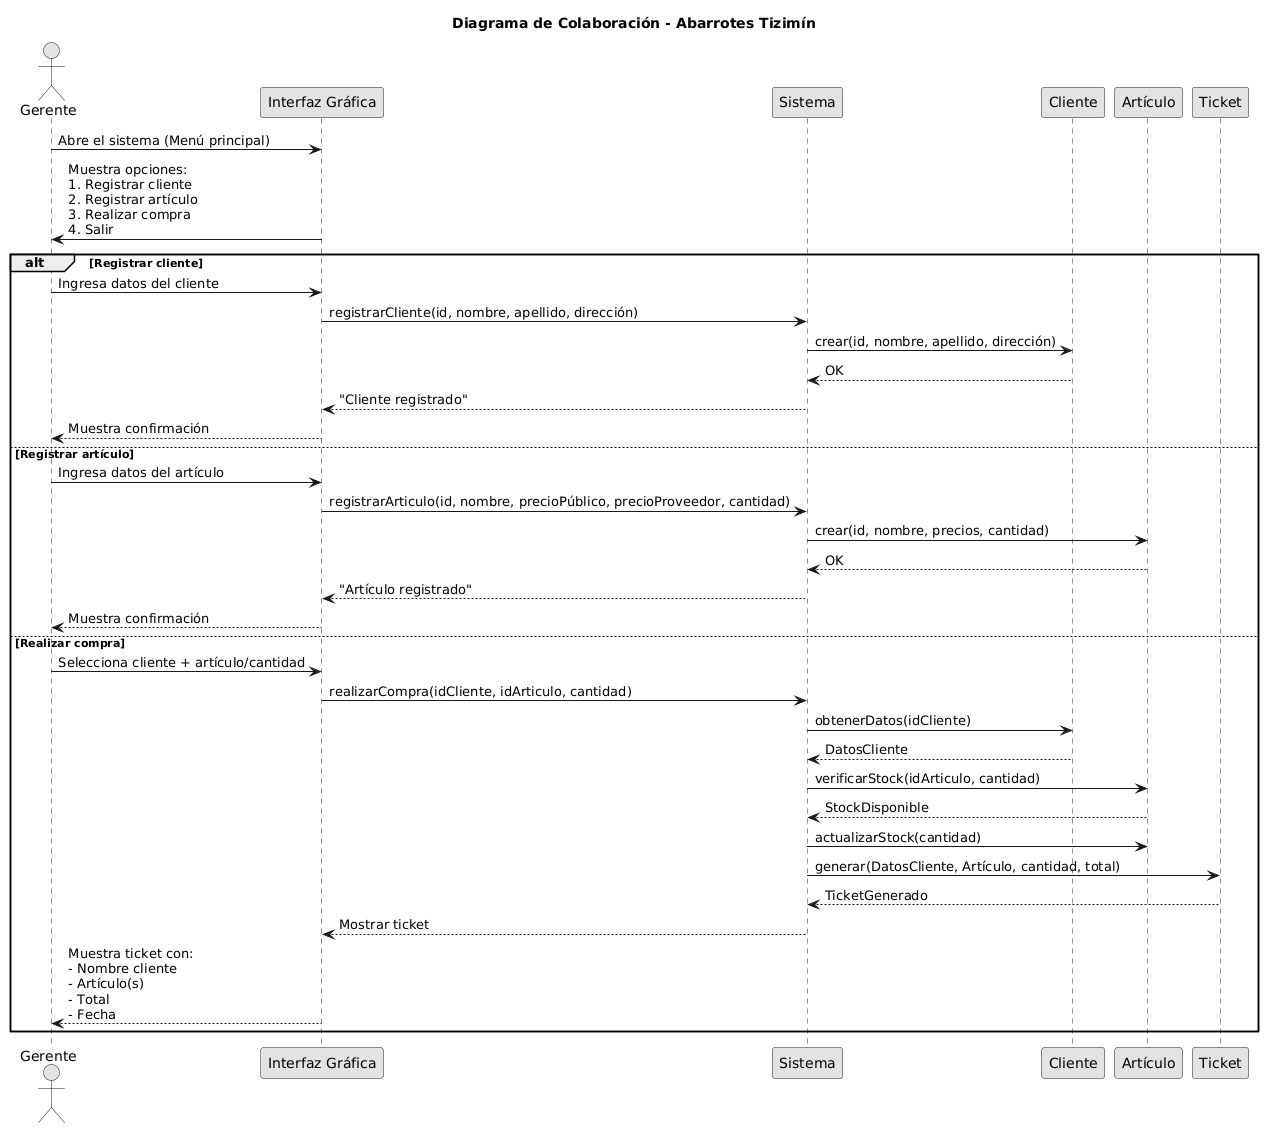 Diagrama de Colaboración - Abarrotes Tizimín
Gerente
Interfaz Gráfica
Sistema
Cliente
Artículo
Ticket
Abre el sistema (Menú principal)
Muestra opciones:
1. Registrar cliente
2. Registrar artículo
3. Realizar compra
4. Salir
alt
[Registrar cliente]
Ingresa datos del cliente
registrarCliente(id, nombre, apellido, dirección)
crear(id, nombre, apellido, dirección)
OK
"Cliente registrado"
Muestra confirmación
[Registrar artículo]
Ingresa datos del artículo
registrarArticulo(id, nombre, precioPúblico, precioProveedor, cantidad)
crear(id, nombre, precios, cantidad)
OK
"Artículo registrado"
Muestra confirmación
[Realizar compra]
Selecciona cliente + artículo/cantidad
realizarCompra(idCliente, idArticulo, cantidad)
obtenerDatos(idCliente)
DatosCliente
verificarStock(idArticulo, cantidad)
StockDisponible
actualizarStock(cantidad)
generar(DatosCliente, Artículo, cantidad, total)
TicketGenerado
Mostrar ticket
Muestra ticket con:
- Nombre cliente
- Artículo(s)
- Total
- Fecha
Gerente
Interfaz Gráfica
Sistema
Cliente
Artículo
Ticket